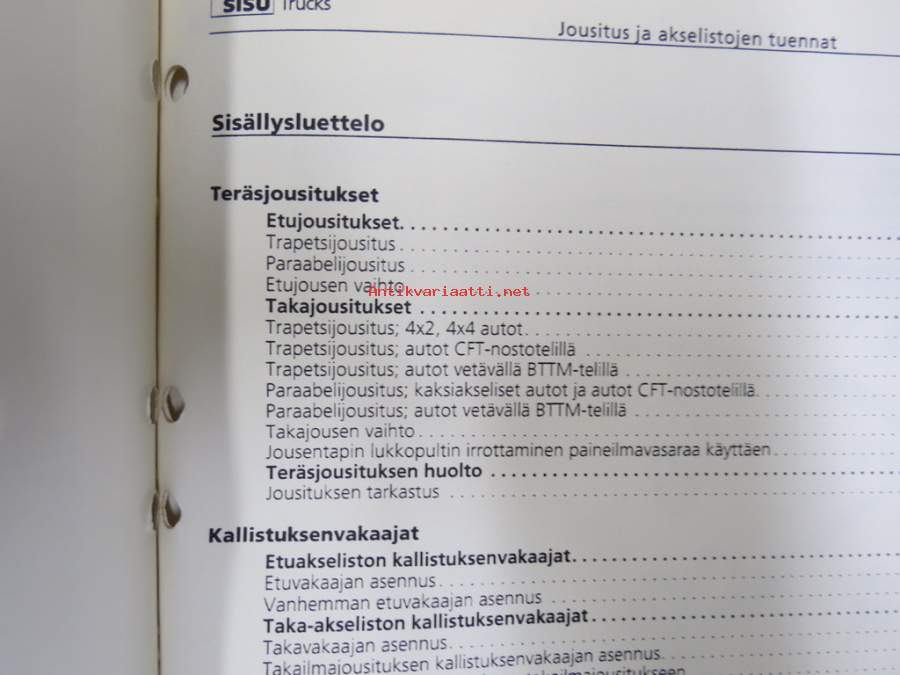 SISU Trucks
Jousitus ja akselistojen tuennat
Sisällysluettelo
Teräsjousitukset
Etujousitukset
Trapetsijousitus
Paraabelijousitus
Etujousen vaihto
Antikvariaatti.net
Takajousitukset
Trapetsijousitus; 4x2, 4x4 autot
Trapetsijousitus; autot CFT-nostotelillä
Trapetsijousitus; autot vetävällä BTTM-telillä
Paraabelijousitus; kaksiakseliset autot ja autot CFT-nostotelillä
Paraabelijousitus; autot vetävällä BTTM-telillä
Takajousen vaihto
Jousentapin lukkopultin irrottaminen paineilmavasaraa käyttäen
Teräsjousituksen huolto
Jousituksen tarkastus
Kallistuksenvakaajat
Etuakseliston kallistuksenvakaajat
Etuvakaajan asennus
Vanhemman etuvakaajan asennus
Taka-akseliston kallistuksenvakaajat
Takavakaajan asennus
Takailmajousituksen kallistuksenvakaajan asennus